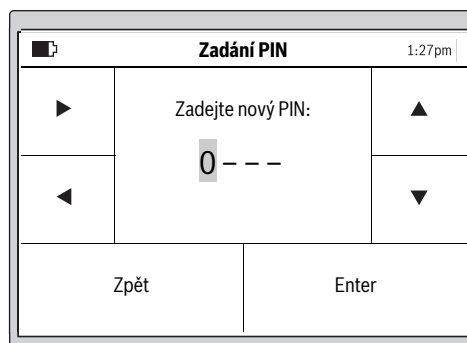 Zadání PIN 1:27pm
Zadejte nový PIN:
0 – – –
Zpět Enter